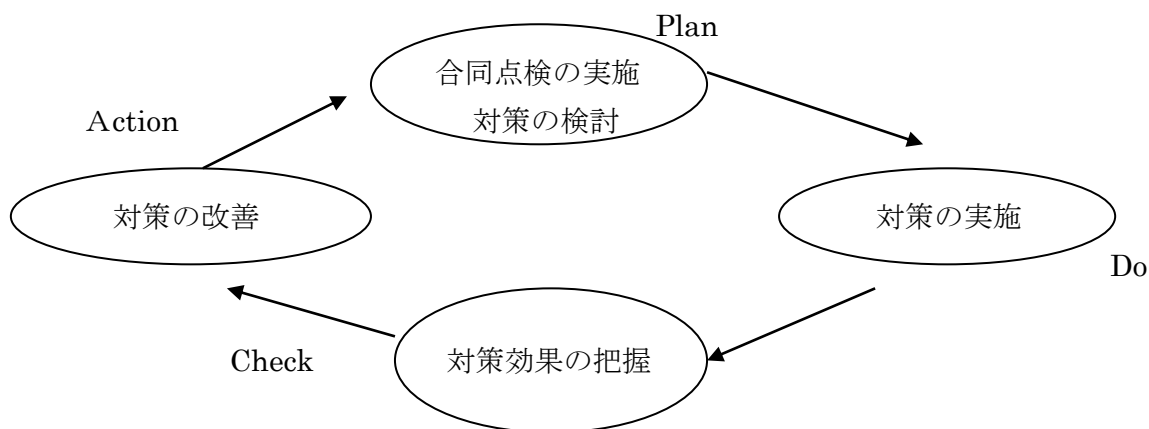 Plan
合同点検の実施
対策の検討
Action
対策の改善
対策の実施
Do
Check
対策効果の把握